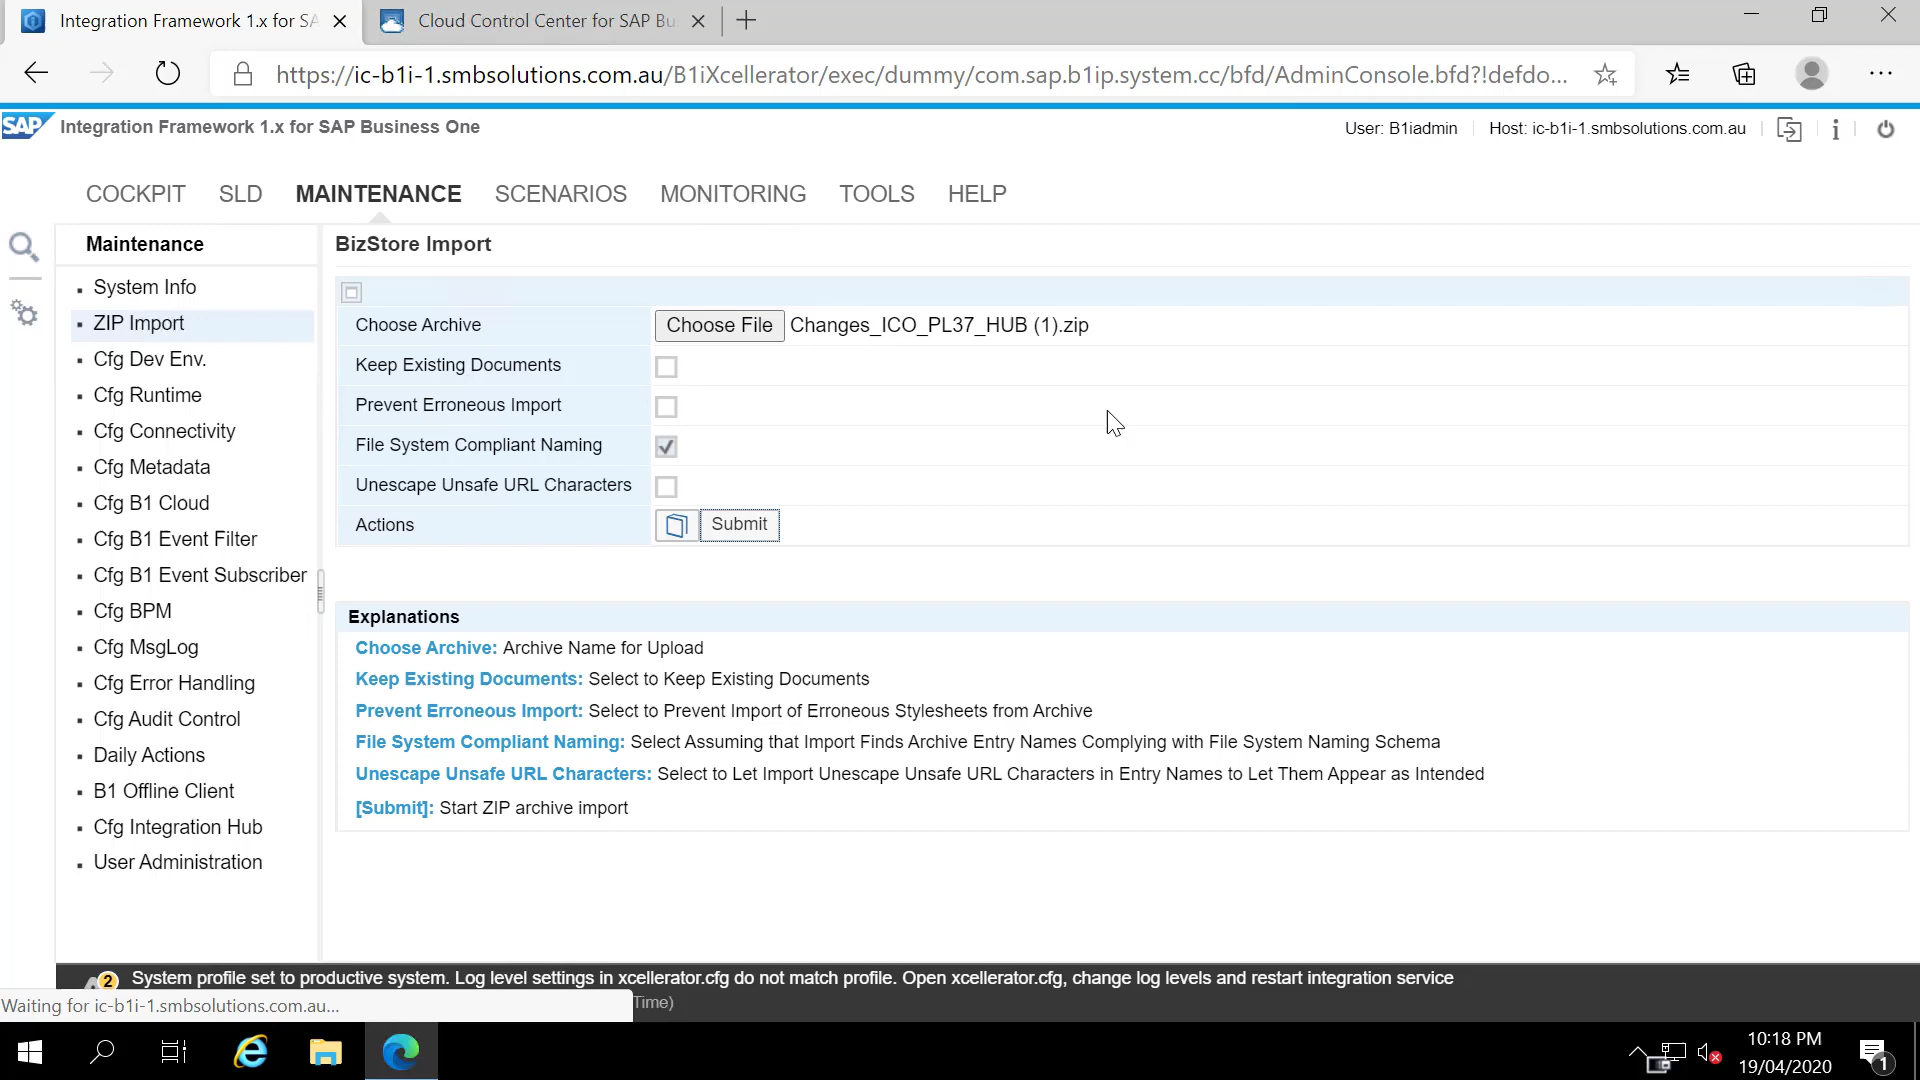 Integration Framework 1.x for SA
Cloud Control Center for SAP Bu
https://ic-b1i-1.smbsolutions.com.au/B1iXcellerator/exec/dummy/com.sap.b1ip.system.cc/bfd/AdminConsole.bfd?!defdo...
SAP Integration Framework 1.x for SAP Business One
User: B1iadmin
Host: ic-b1i-1.smbsolutions.com.au
COCKPIT SLD MAINTENANCE SCENARIOS MONITORING TOOLS HELP
Maintenance
System Info
ZIP Import
Cfg Dev Env.
Cfg Runtime
Cfg Connectivity
Cfg Metadata
Cfg B1 Cloud
Cfg B1 Event Filter
Cfg B1 Event Subscriber
Cfg BPM
Cfg MsgLog
Cfg Error Handling
Cfg Audit Control
Daily Actions
B1 Offline Client
Cfg Integration Hub
User Administration
BizStore Import
Choose Archive Choose File Changes_ICO_PL37_HUB (1).zip
Keep Existing Documents
Prevent Erroneous Import
File System Compliant Naming
Unescape Unsafe URL Characters
Actions Submit
Explanations
Choose Archive: Archive Name for Upload
Keep Existing Documents: Select to Keep Existing Documents
Prevent Erroneous Import: Select to Prevent Import of Erroneous Stylesheets from Archive
File System Compliant Naming: Select Assuming that Import Finds Archive Entry Names Complying with File System Naming Schema
Unescape Unsafe URL Characters: Select to Let Import Unescape Unsafe URL Characters in Entry Names to Let Them Appear as Intended
[Submit]: Start ZIP archive import
2 System profile set to productive system. Log level settings in xcellerator.cfg do not match profile. Open xcellerator.cfg, change log levels and restart integration service
Waiting for ic-b1i-1.smbsolutions.com.au...
Time)
10:18 PM
19/04/2020
1